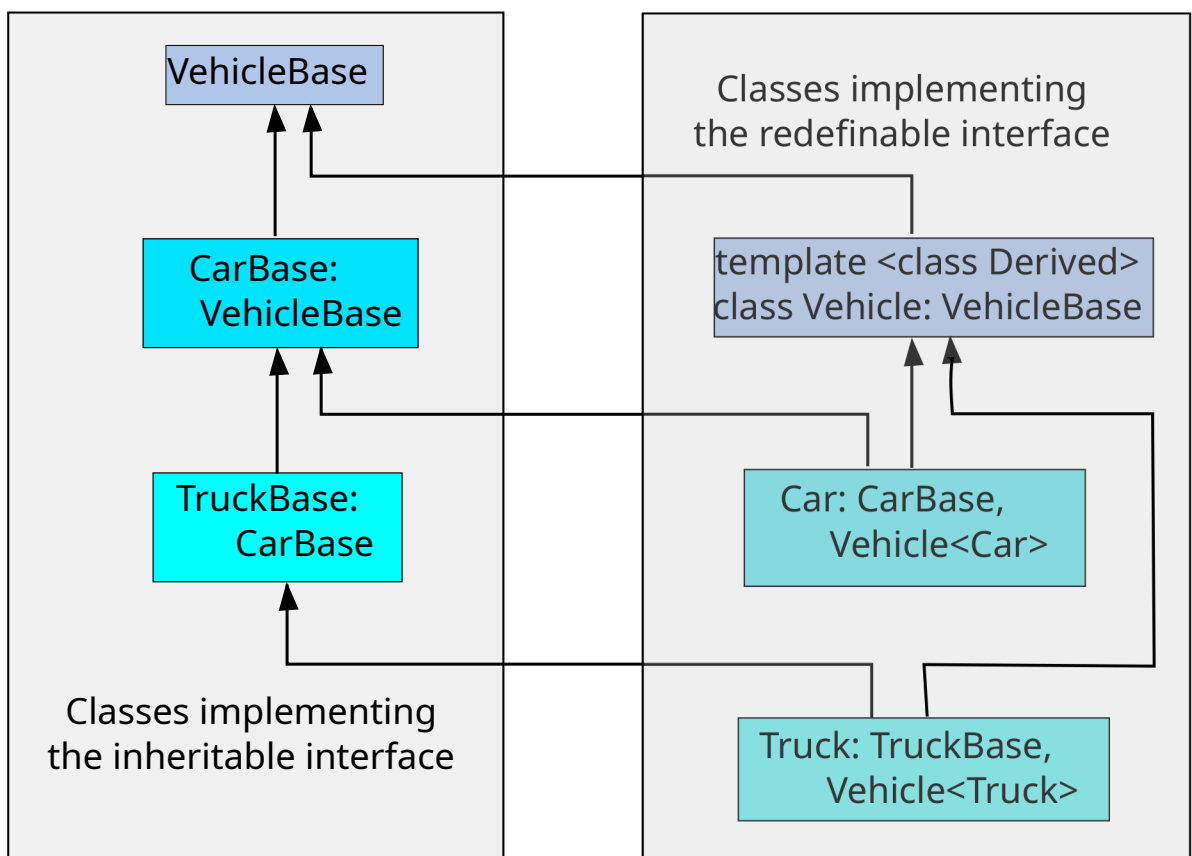 VehicleBase
CarBase:
VehicleBase
TruckBase:
CarBase
Classes implementing
the inheritable interface
Classes implementing
the redefinable interface
template <class Derived>
class Vehicle: VehicleBase
Car: CarBase,
Vehicle<Car>
Truck: TruckBase,
Vehicle<Truck>